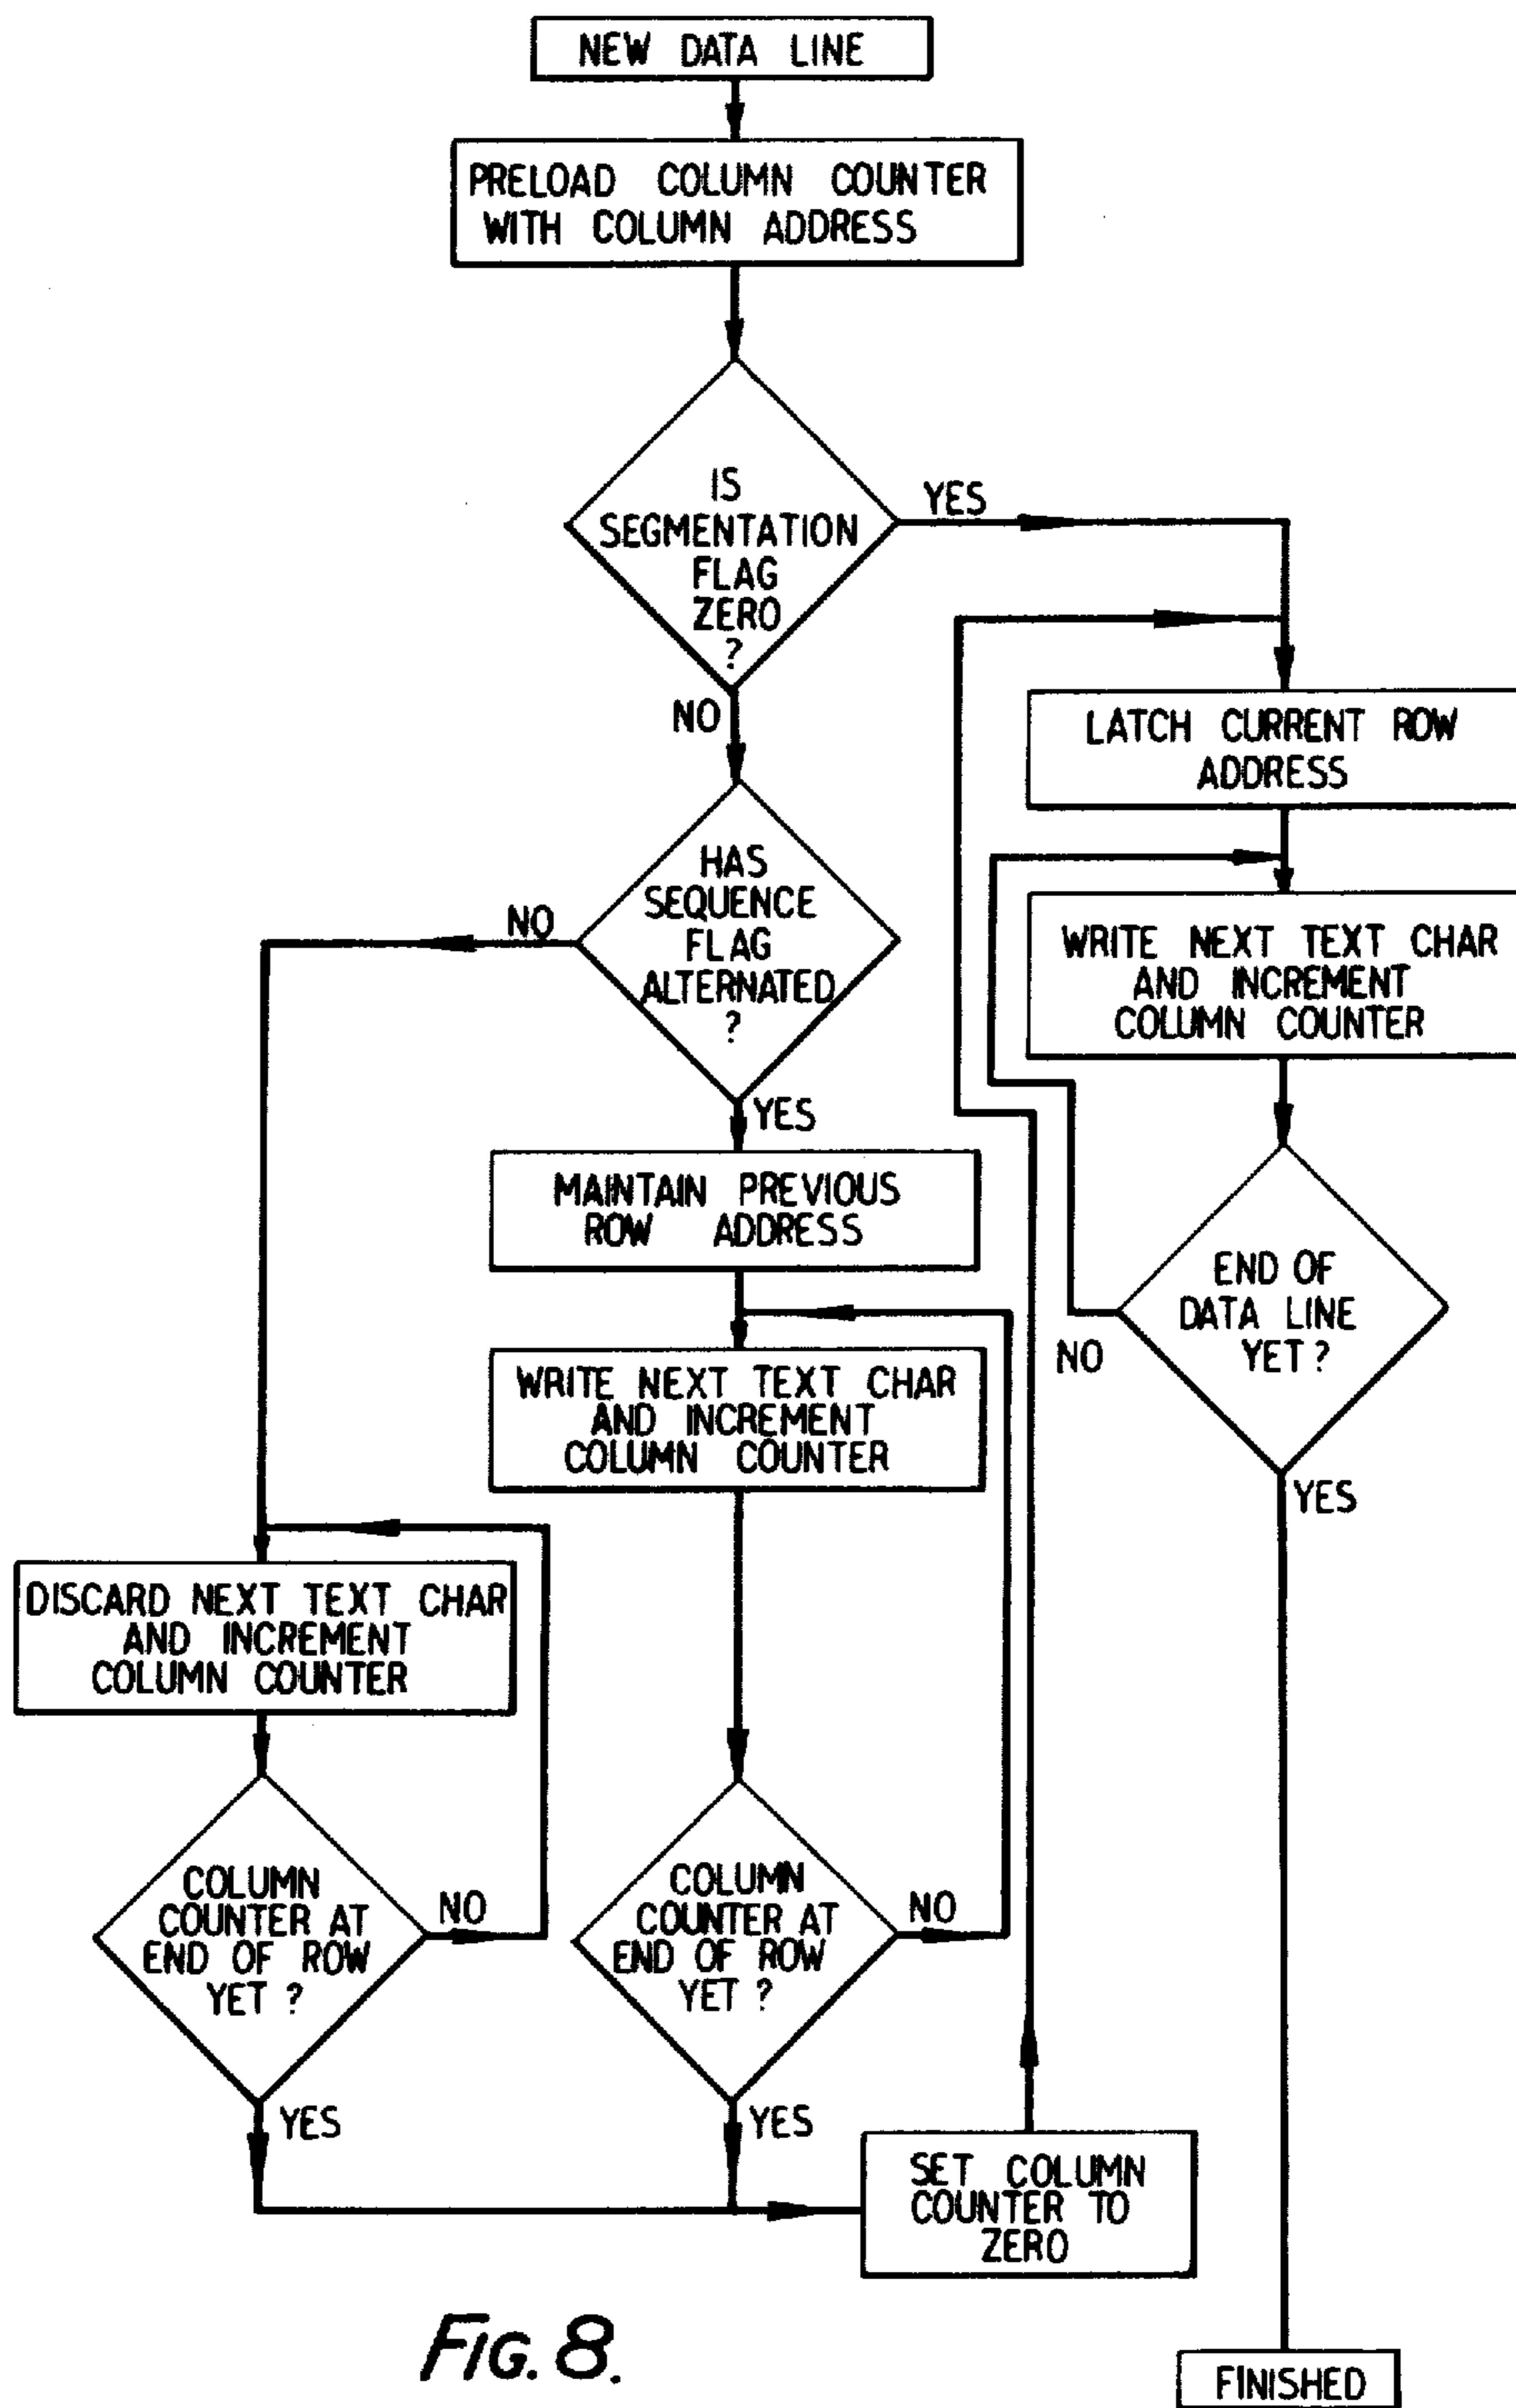 NEW DATA LINE
PRELOAD COLUMN COUNTER
WITH COLUMN ADDRESS
IS
SEGMENTATION
FLAG
ZERO
?
YES
NO
LATCH CURRENT ROW
ADDRESS
HAS
SEQUENCE
FLAG
ALTERNATED
?
NO
YES
WRITE NEXT TEXT CHAR
AND INCREMENT
COLUMN COUNTER
MAINTAIN PREVIOUS
ROW ADDRESS
END OF
DATA LINE
YET ?
NO
YES
WRITE NEXT TEXT CHAR
AND INCREMENT
COLUMN COUNTER
DISCARD NEXT TEXT CHAR
AND INCREMENT
COLUMN COUNTER
COLUMN
COUNTER AT
END OF ROW
YET ?
NO
YES
COLUMN
COUNTER AT
END OF ROW
YET ?
NO
YES
SET COLUMN
COUNTER TO
ZERO
FIG. 8.
FINISHED